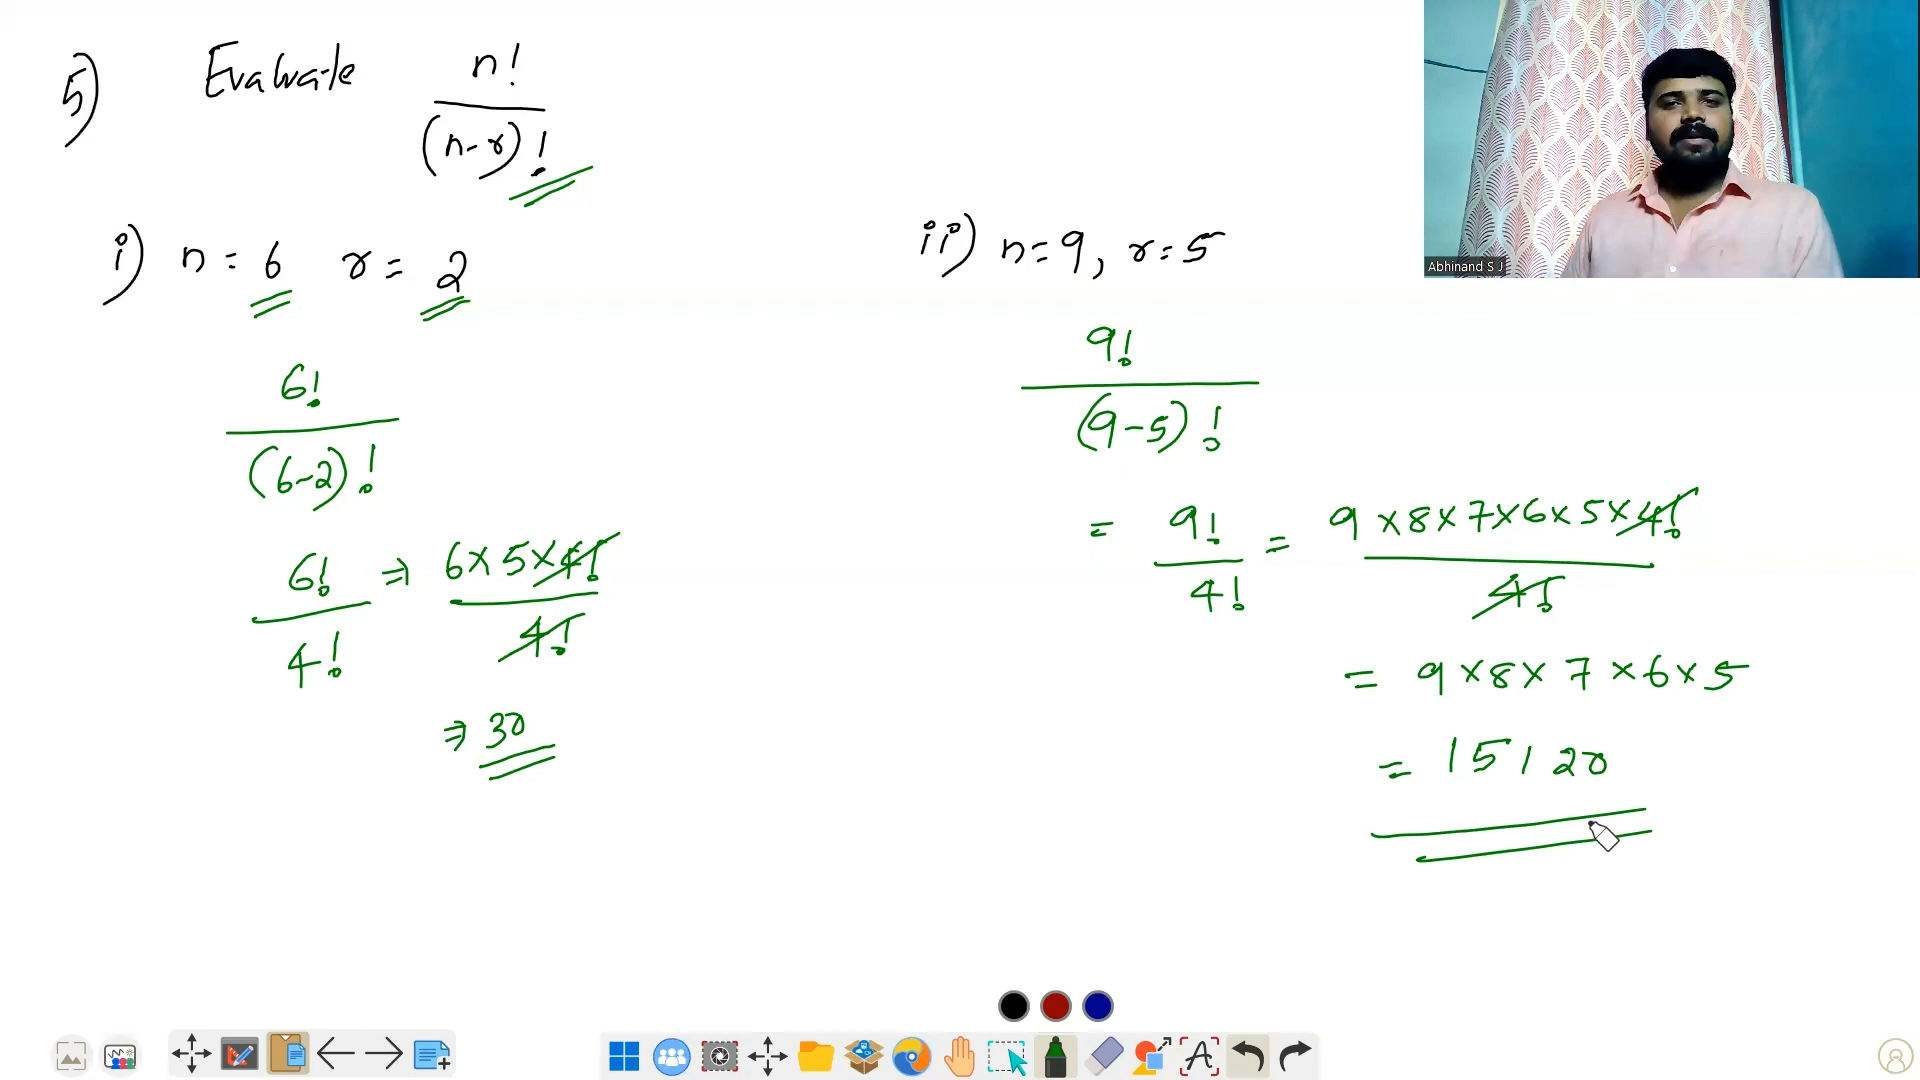 5) Evaluate n!
(n-r)!
i) n = 6 r = 2
6!
(6-2)!
6! ⇒ 6×5×4!
4! 4!
⇒ 30
ii) n=9, r=5
9!
(9-5)!
= 9! = 9×8×7×6×5×4!
4! 4!
= 9×8×7×6×5
= 15120
Abhinand S J